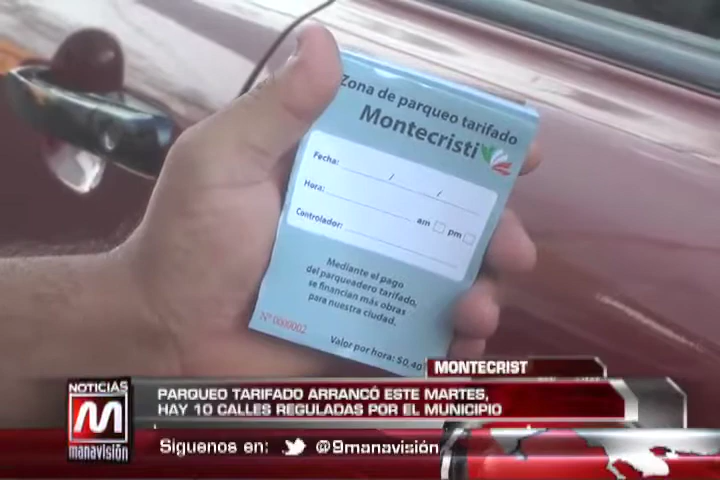 Zona de parqueo tarifado
Montecristi
Fecha: / /
Hora: am pm
Controlador:
Mediante el pago
del parqueadero tarifado,
se financian más obras
para nuestra ciudad.
Nº 0000002
Valor por hora: $0,40
MONTECRIST
NOTICIAS
M
manavisión
PARQUEO TARIFADO ARRANCÓ ESTE MARTES,
HAY 10 CALLES REGULADAS POR EL MUNICIPIO
Siguenos en: @9manavisión